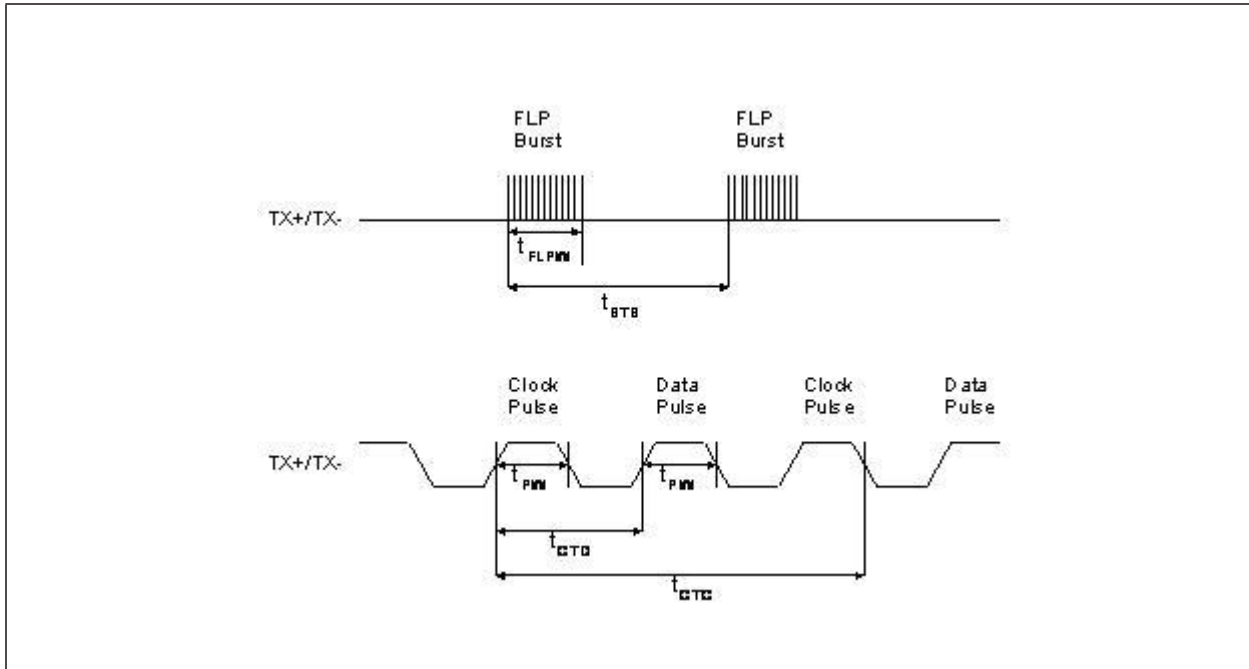 FLP
Burst
FLP
Burst
TX+/TX-
t FLPW
t BTB
Clock
Pulse
Data
Pulse
Clock
Pulse
Data
Pulse
TX+/TX-
t PW
t PW
t CTD
t CTC